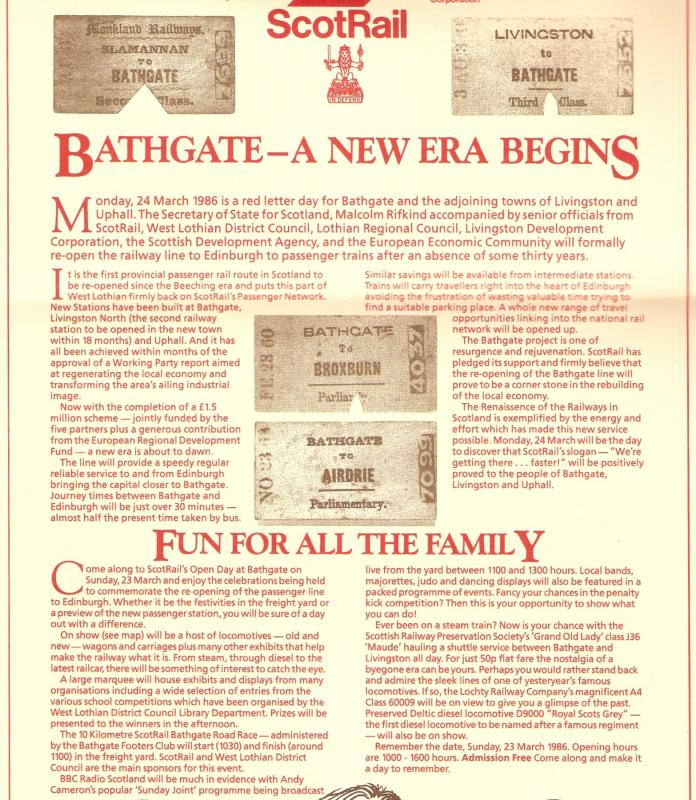 Corporation
ScotRail
IN DEFENS
Monkland Railways.
SLAMANNAN
TO
BATHGATE
Second Class.
LIVINGSTON
to
BATHGATE
Third Class.
BATHGATE—A NEW ERA BEGINS
Monday, 24 March 1986 is a red letter day for Bathgate and the adjoining towns of Livingston and
Uphall. The Secretary of State for Scotland, Malcolm Rifkind accompanied by senior officials from
ScotRail, West Lothian District Council, Lothian Regional Council, Livingston Development
Corporation, the Scottish Development Agency, and the European Economic Community will formally
re-open the railway line to Edinburgh to passenger trains after an absence of some thirty years.
It is the first provincial passenger rail route in Scotland to
be re-opened since the Beeching era and puts this part of
West Lothian firmly back on ScotRail's Passenger Network.
New Stations have been built at Bathgate,
Livingston North (the second railway
station to be opened in the new town
within 18 months) and Uphall. And it has
all been achieved within months of the
approval of a Working Party report aimed
at regenerating the local economy and
transforming the area's ailing industrial
image.
Now with the completion of a £1.5
million scheme — jointly funded by the
five partners plus a generous contribution
from the European Regional Development
Fund — a new era is about to dawn.
The line will provide a speedy regular
reliable service to and from Edinburgh
bringing the capital closer to Bathgate.
Journey times between Bathgate and
Edinburgh will be just over 30 minutes —
almost half the present time taken by bus.
BATHGATE
To
BROXBURN
BATHGATE
TO
AIRDRIE
Parliamentary.
Similar savings will be available from intermediate stations.
Trains will carry travellers right into the heart of Edinburgh
avoiding the frustration of wasting valuable time trying to
find a suitable parking place. A whole new range of travel
opportunities linking into the national rail
network will be opened up.
The Bathgate project is one of
resurgence and rejuvenation. ScotRail has
pledged its support and firmly believe that
the re-opening of the Bathgate line will
prove to be a corner stone in the rebuilding
of the local economy.
The Renaissance of the Railways in
Scotland is exemplified by the energy and
effort which has made this new service
possible. Monday, 24 March will be the day
to discover that ScotRail's slogan — "We're
getting there . . . faster!" will be positively
proved to the people of Bathgate,
Livingston and Uphall.
FUN FOR ALL THE FAMILY
Come along to ScotRail's Open Day at Bathgate on
Sunday, 23 March and enjoy the celebrations being held
to commemorate the re-opening of the passenger line
to Edinburgh. Whether it be the festivities in the freight yard or
a preview of the new passenger station, you will be sure of a day
out with a difference.
On show (see map) will be a host of locomotives — old and
new — wagons and carriages plus many other exhibits that help
make the railway what it is. From steam, through diesel to the
latest railcar, there will be something of interest to catch the eye.
A large marquee will house exhibits and displays from many
organisations including a wide selection of entries from the
various school competitions which have been organised by the
West Lothian District Council Library Department. Prizes will be
presented to the winners in the afternoon.
The 10 Kilometre ScotRail Bathgate Road Race — administered
by the Bathgate Footers Club will start (1030) and finish (around
1100) in the freight yard. ScotRail and West Lothian District
Council are the main sponsors for this event.
BBC Radio Scotland will be much in evidence with Andy
Cameron's popular 'Sunday Joint' programme being broadcast
live from the yard between 1100 and 1300 hours. Local bands,
majorettes, judo and dancing displays will also be featured in a
packed programme of events. Fancy your chances in the penalty
kick competition? Then this is your opportunity to show what
you can do!
Ever been on a steam train? Now is your chance with the
Scottish Railway Preservation Society's 'Grand Old Lady' class J36
'Maude' hauling a shuttle service between Bathgate and
Livingston all day. For just 50p flat fare the nostalgia of a
byegone era can be yours. Perhaps you would rather stand back
and admire the sleek lines of one of yesteryear's famous
locomotives. If so, the Lochty Railway Company's magnificent A4
Class 60009 will be on view to give you a glimpse of the past.
Preserved Deltic diesel locomotive D9000 "Royal Scots Grey" —
the first diesel locomotive to be named after a famous regiment
— will also be on show.
Remember the date, Sunday, 23 March 1986. Opening hours
are 1000 - 1600 hours. Admission Free Come along and make it
a day to remember.